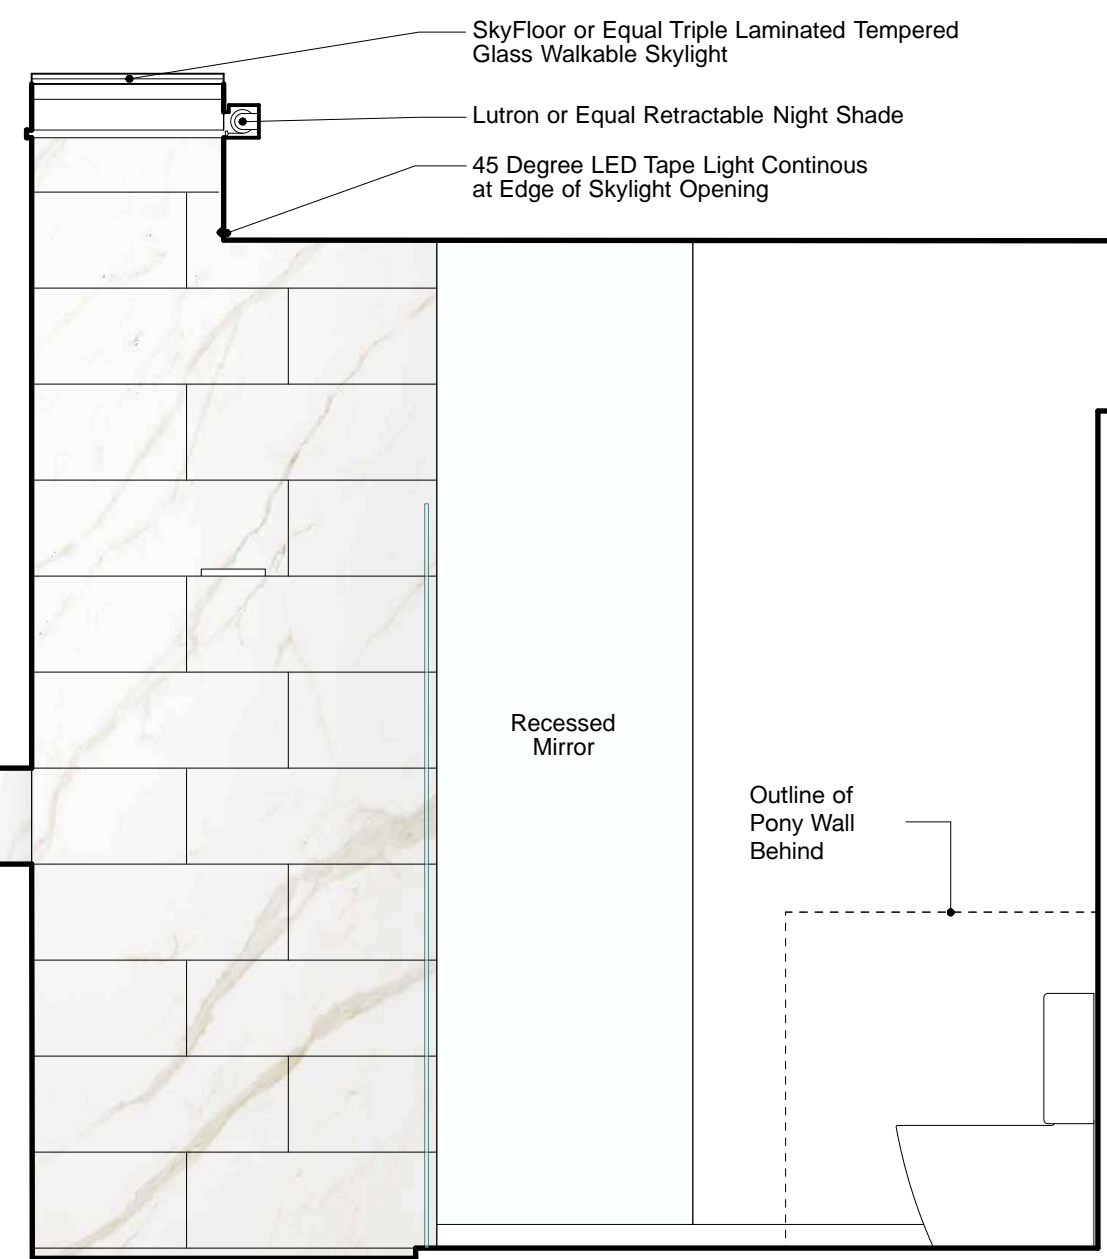 SkyFloor or Equal Triple Laminated Tempered
Glass Walkable Skylight
Lutron or Equal Retractable Night Shade
45 Degree LED Tape Light Continous
at Edge of Skylight Opening
Recessed
Mirror
Outline of
Pony Wall
Behind